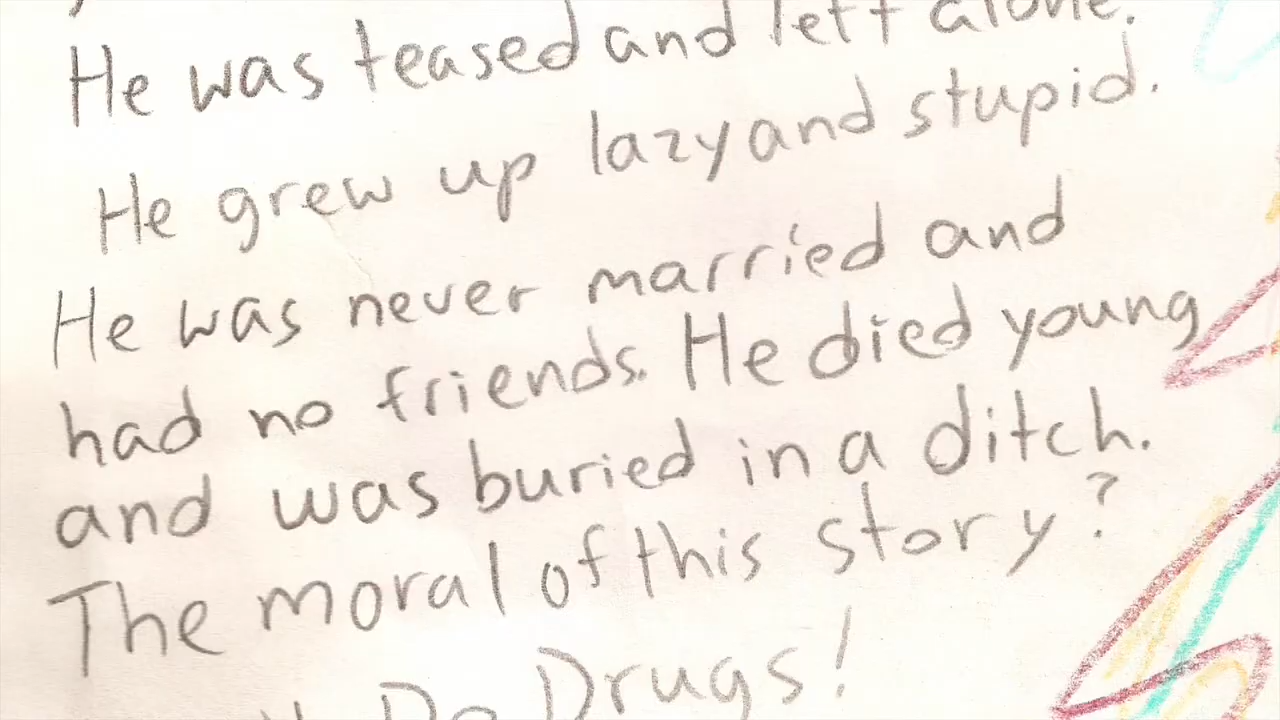 He was teased and left alone.
He grew up lazy and stupid.
He was never married and
had no friends. He died young
and was buried in a ditch.
The moral of this story?
Do Drugs!